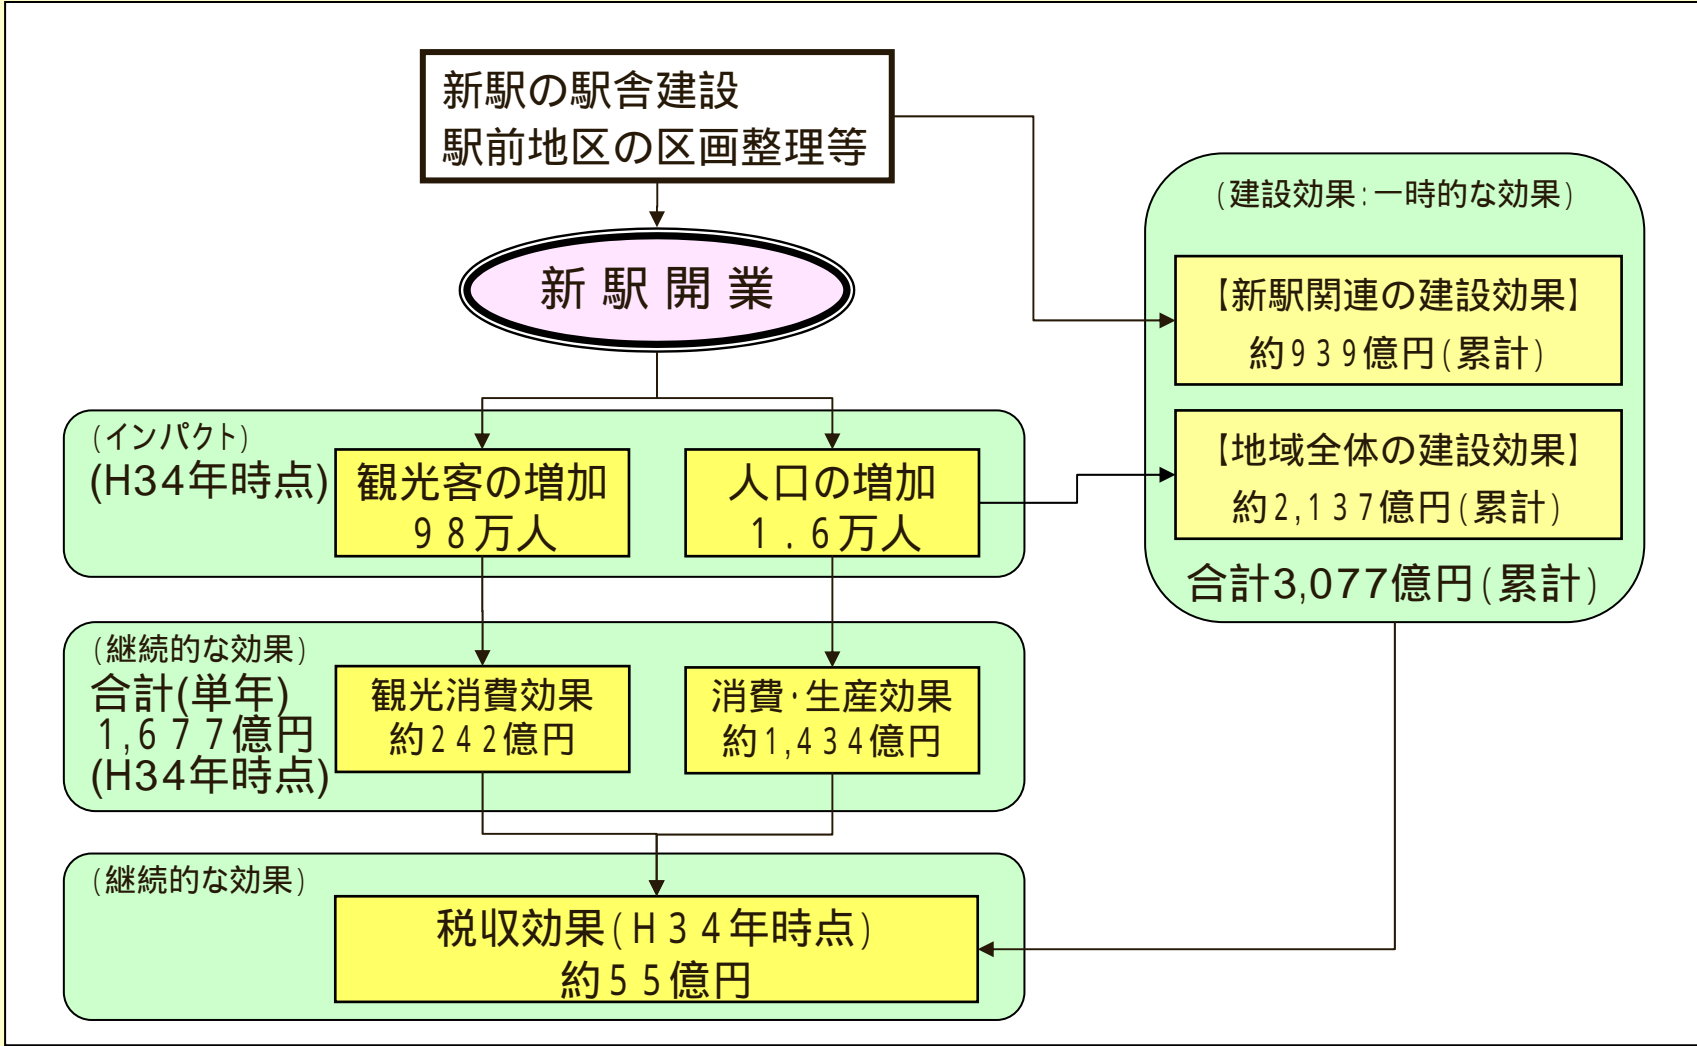 新駅の駅舎建設
駅前地区の区画整理等
新駅開業
(建設効果:一時的な効果)
【新駅関連の建設効果】
約939億円(累計)
【地域全体の建設効果】
約2,137億円(累計)
合計3,077億円(累計)
(インパクト)
(H34年時点)
観光客の増加
98万人
人口の増加
1.6万人
(継続的な効果)
合計(単年)
1,677億円
(H34年時点)
観光消費効果
約242億円
消費・生産効果
約1,434億円
(継続的な効果)
税収効果(H34年時点)
約55億円